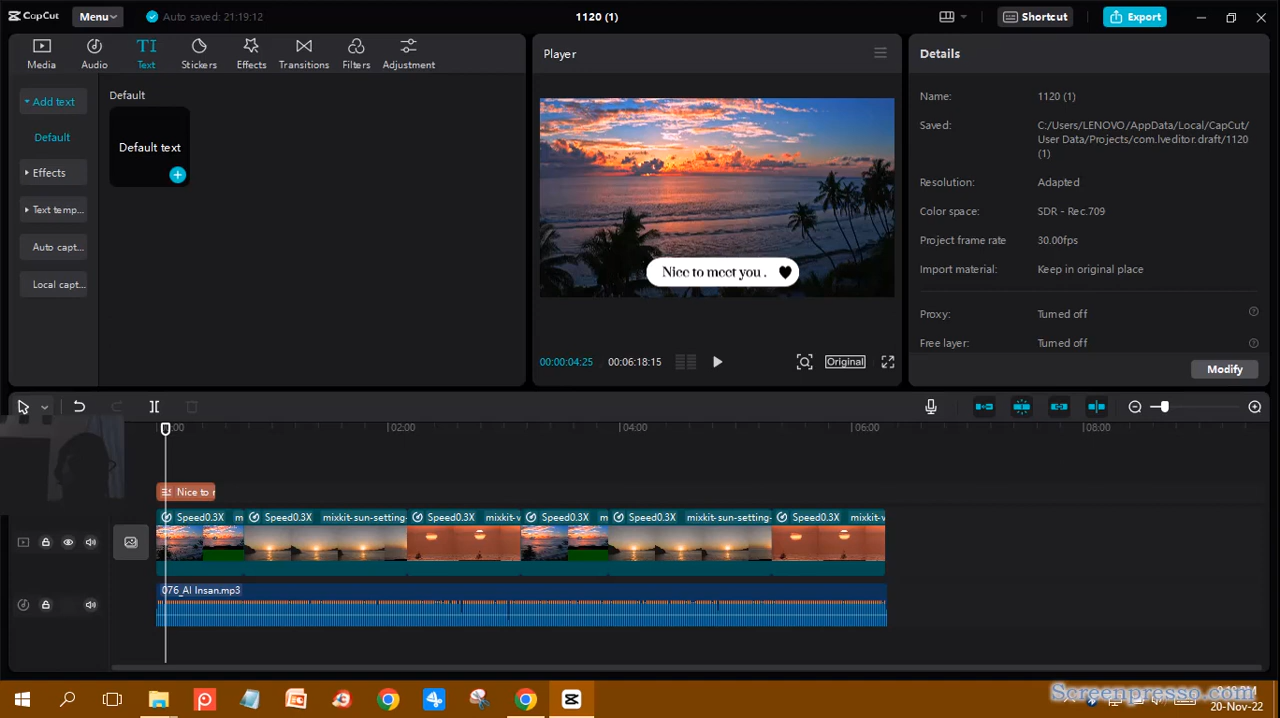 CapCut
Menu
Auto saved: 21:19:12
1120 (1)
Shortcut
Export
Media
Audio
TI
Text
Stickers
Effects
Transitions
Filters
Adjustment
Add text
Default
Effects
Text temp...
Auto capt...
Local capt...
Default
Default text
Player
Nice to meet you .
00:00:04:25
00:06:18:15
Original
Details
Name: 1120 (1)
Saved: C:/Users/LENOVO/AppData/Local/CapCut/
User Data/Projects/com.lveditor.draft/1120
(1)
Resolution: Adapted
Color space: SDR - Rec.709
Project frame rate 30.00fps
Import material: Keep in original place
Proxy: Turned off
Free layer: Turned off
Modify
02:00
04:00
06:00
08:00
Nice to
Speed0.3X m
Speed0.3X mixkit-sun-setting-
Speed0.3X mixkit-v
Speed0.3X m
Speed0.3X mixkit-sun-setting-
Speed0.3X mixkit-v
076_Al Insan.mp3
Screenpresso.com
20-Nov-22